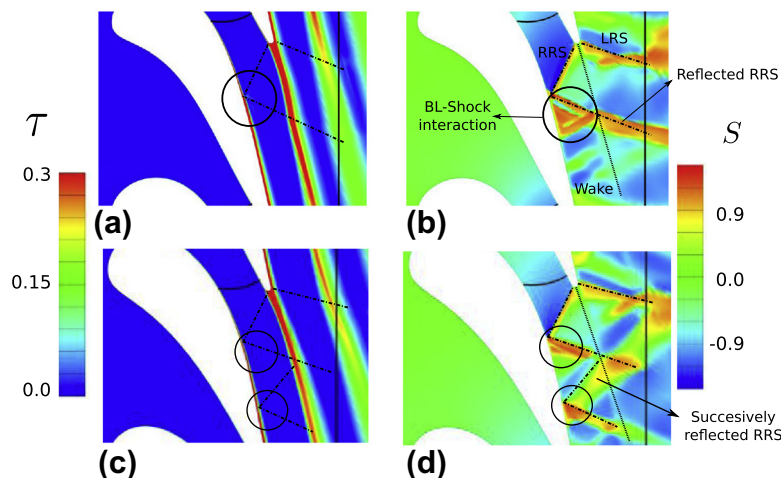 RRS
LRS
Reflected RRS
BL-Shock
interaction
τ
S
0.3
0.15
0.0
0.9
0.0
-0.9
Wake
(a)
(b)
Succesively
reflected RRS
(c)
(d)